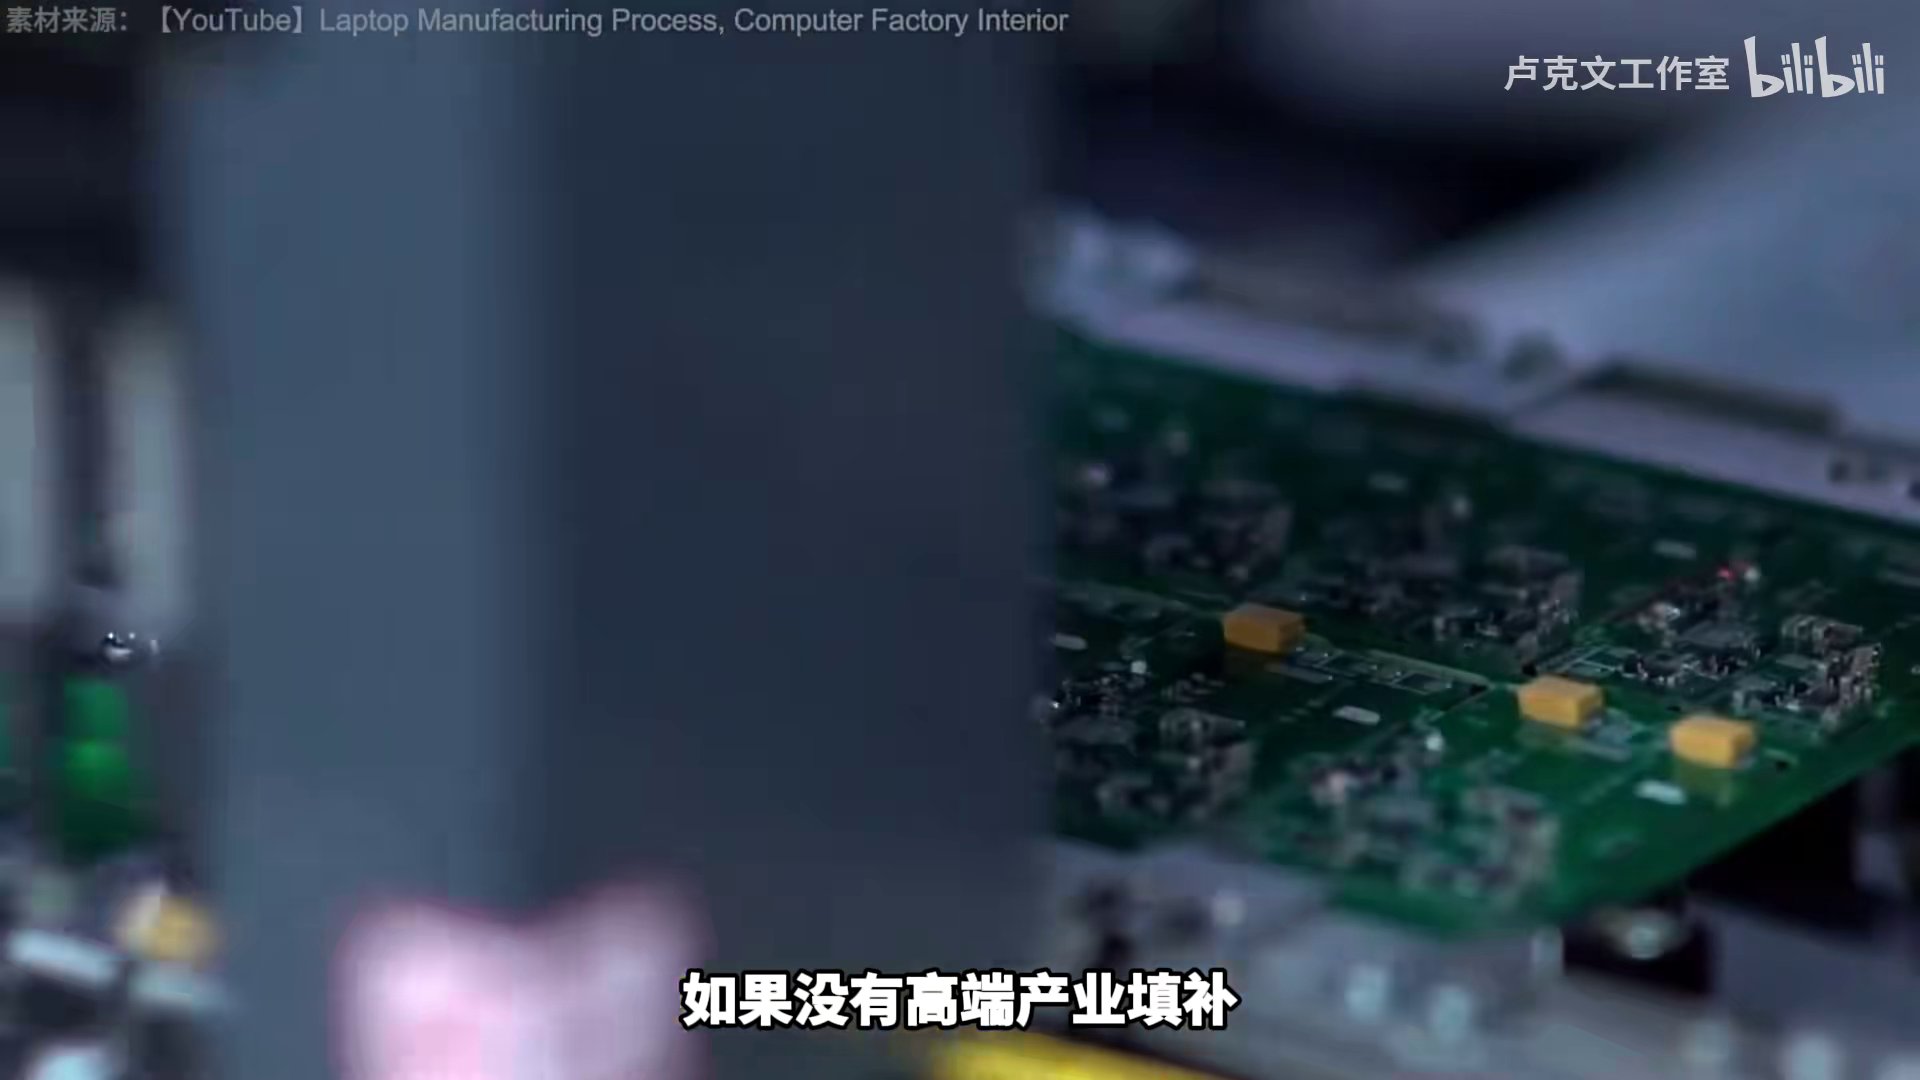 素材来源：【YouTube】Laptop Manufacturing Process, Computer Factory Interior
卢克文工作室 bilibili
如果没有高端产业填补